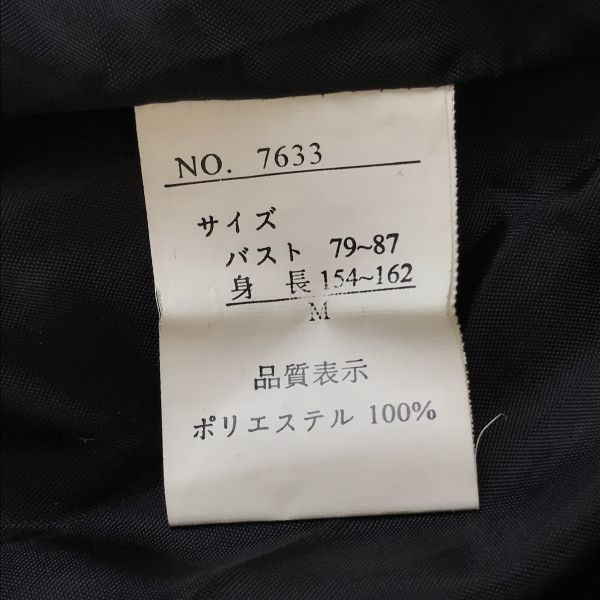 NO. 7633
サイズ
バスト 79~87
身 長 154~162
M
品質表示
ポリエステル 100%